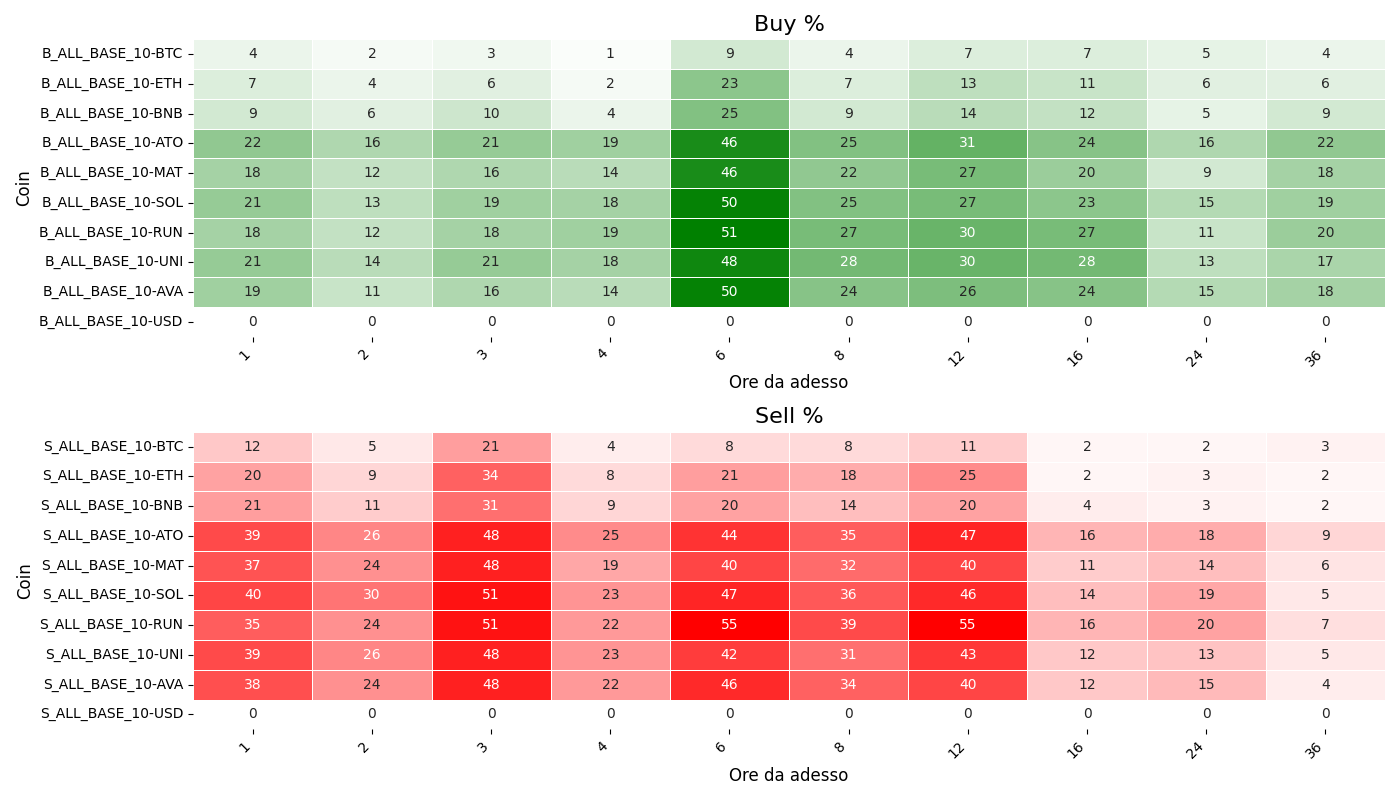 Buy %
Coin
B_ALL_BASE_10-BTC 4 2 3 1 9 4 7 7 5 4
B_ALL_BASE_10-ETH 7 4 6 2 23 7 13 11 6 6
B_ALL_BASE_10-BNB 9 6 10 4 25 9 14 12 5 9
B_ALL_BASE_10-ATO 22 16 21 19 46 25 31 24 16 22
B_ALL_BASE_10-MAT 18 12 16 14 46 22 27 20 9 18
B_ALL_BASE_10-SOL 21 13 19 18 50 25 27 23 15 19
B_ALL_BASE_10-RUN 18 12 18 19 51 27 30 27 11 20
B_ALL_BASE_10-UNI 21 14 21 18 48 28 30 28 13 17
B_ALL_BASE_10-AVA 19 11 16 14 50 24 26 24 15 18
B_ALL_BASE_10-USD 0 0 0 0 0 0 0 0 0 0
1 2 3 4 6 8 12 16 24 36
Ore da adesso
Sell %
Coin
S_ALL_BASE_10-BTC 12 5 21 4 8 8 11 2 2 3
S_ALL_BASE_10-ETH 20 9 34 8 21 18 25 2 3 2
S_ALL_BASE_10-BNB 21 11 31 9 20 14 20 4 3 2
S_ALL_BASE_10-ATO 39 26 48 25 44 35 47 16 18 9
S_ALL_BASE_10-MAT 37 24 48 19 40 32 40 11 14 6
S_ALL_BASE_10-SOL 40 30 51 23 47 36 46 14 19 5
S_ALL_BASE_10-RUN 35 24 51 22 55 39 55 16 20 7
S_ALL_BASE_10-UNI 39 26 48 23 42 31 43 12 13 5
S_ALL_BASE_10-AVA 38 24 48 22 46 34 40 12 15 4
S_ALL_BASE_10-USD 0 0 0 0 0 0 0 0 0 0
1 2 3 4 6 8 12 16 24 36
Ore da adesso